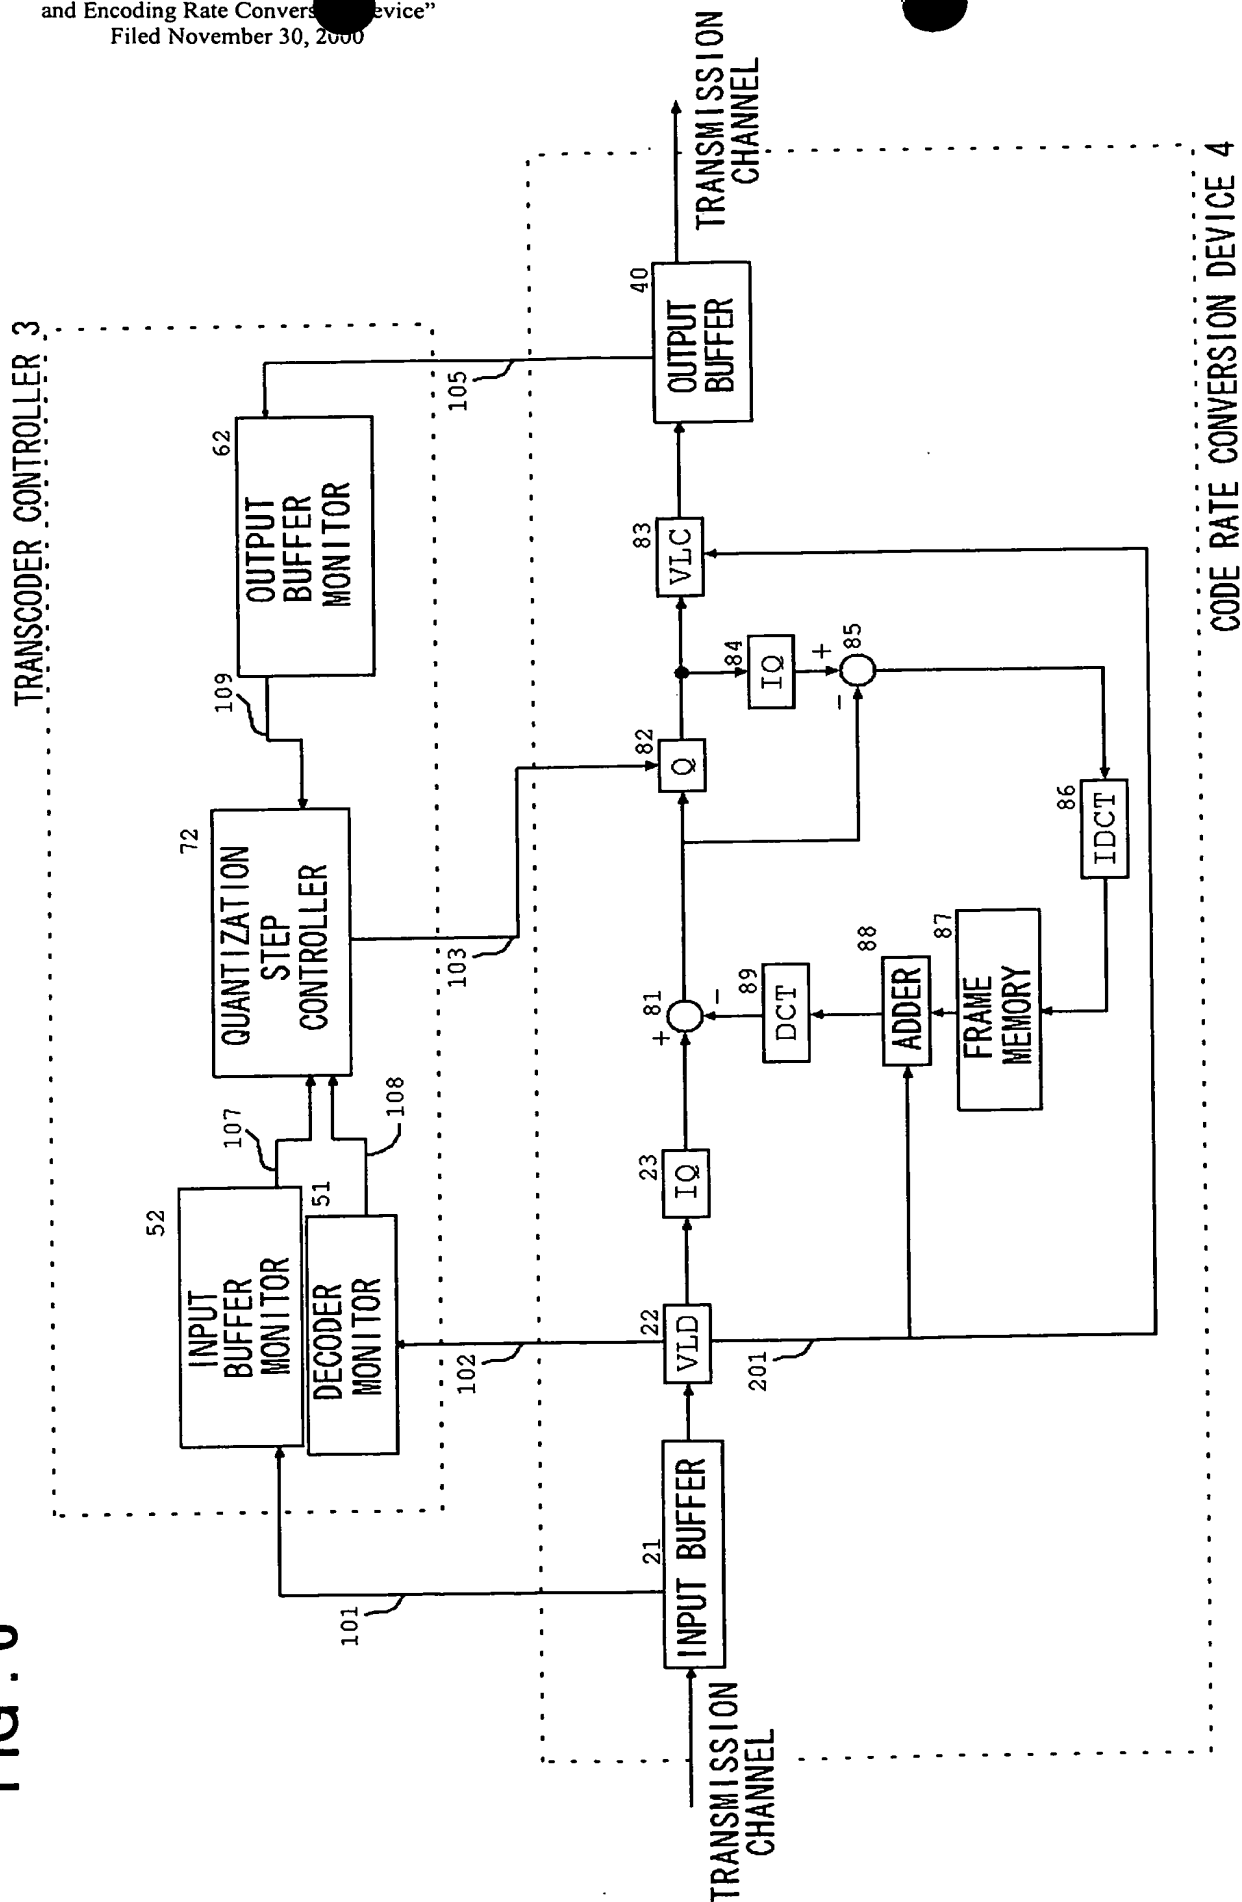 and Encoding Rate Convers evice”
Filed November 30, 2000
TRANSCODER CONTROLLER 3
52
INPUT
BUFFER
MONITOR
107
51
DECODER
MONITOR
108
72
QUANTIZATION
STEP
CONTROLLER
109
62
OUTPUT
BUFFER
MONITOR
101
102
103
105
TRANSMISSION
CHANNEL
21
INPUT BUFFER
22
VLD
201
23
IQ
+
81
-
89
DCT
88
ADDER
87
FRAME
MEMORY
82
Q
84
IQ
+
85
-
86
IDCT
83
VLC
40
OUTPUT
BUFFER
TRANSMISSION
CHANNEL
CODE RATE CONVERSION DEVICE 4